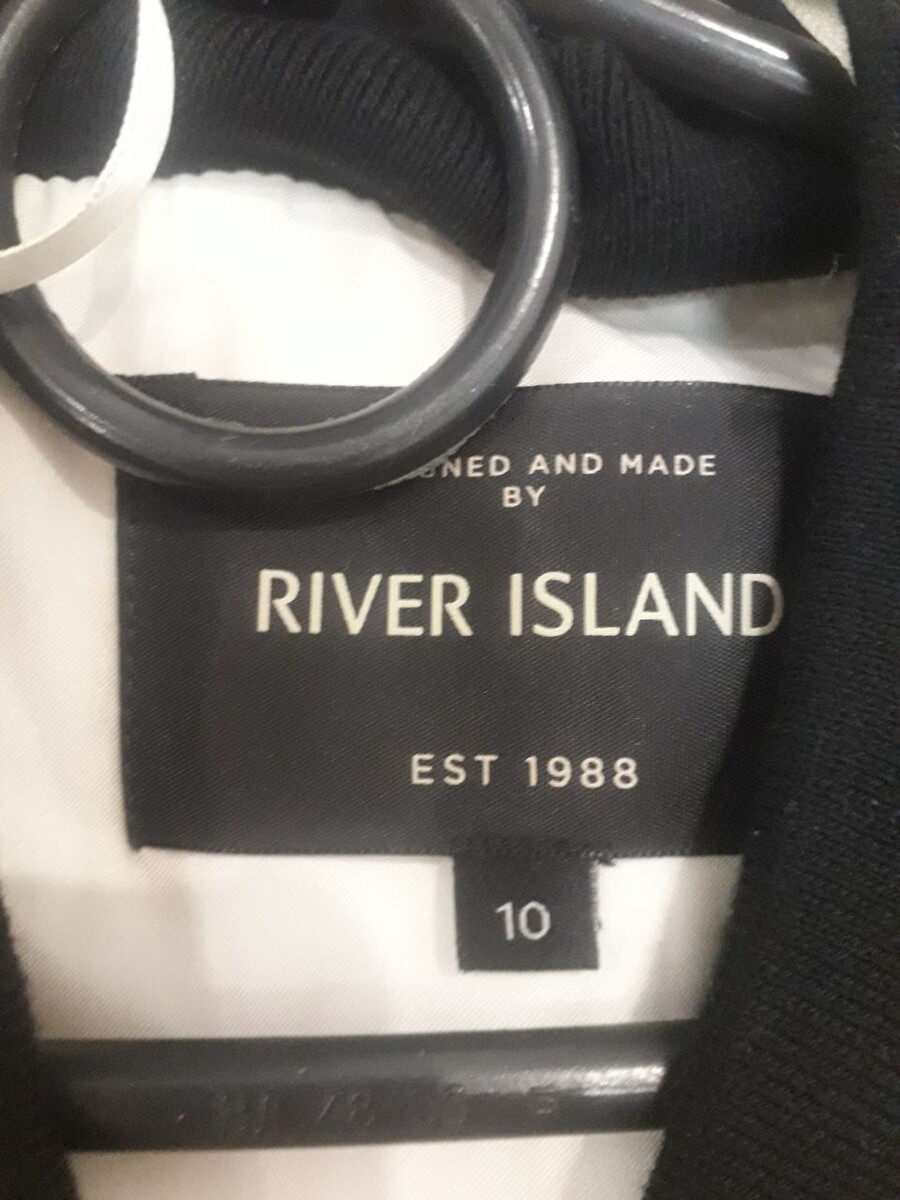 AND MADE
BY
RIVER ISLAND
EST 1988
10